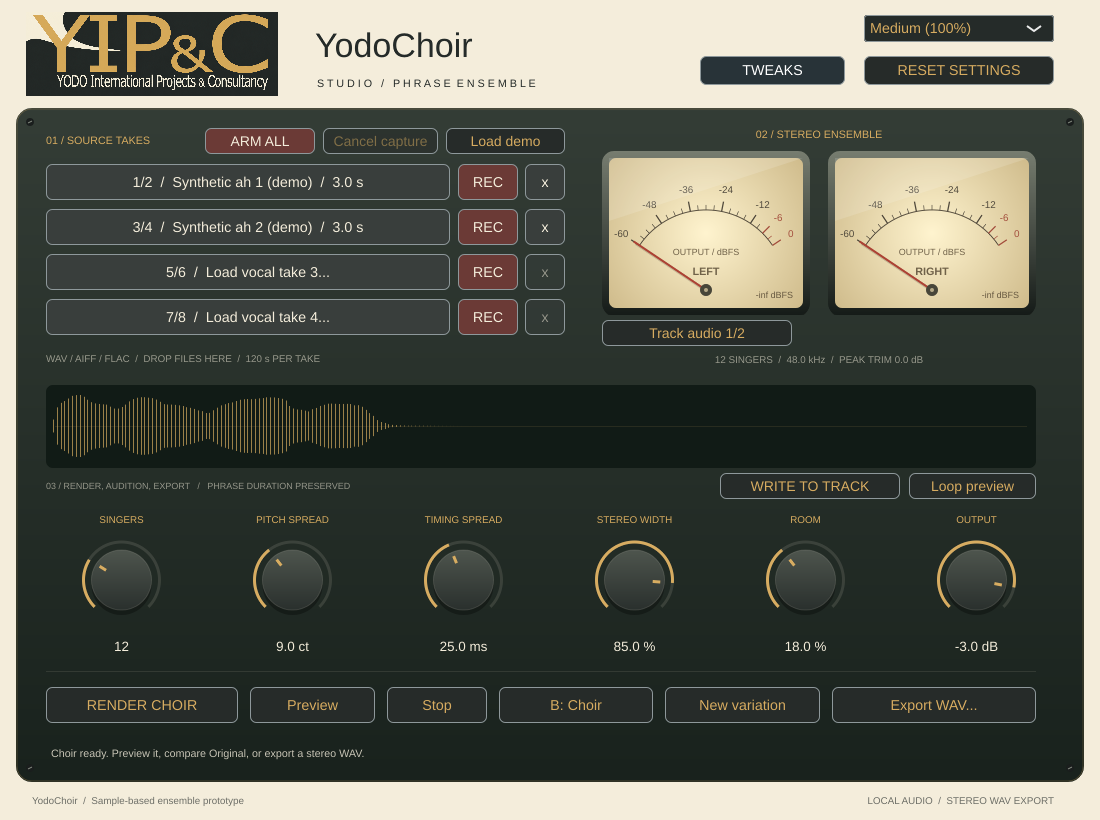 YIP&C
YODO International Projects & Consultancy
YodoChoir
STUDIO / PHRASE ENSEMBLE
Medium (100%)
TWEAKS
RESET SETTINGS
01 / SOURCE TAKES
ARM ALL
Cancel capture
Load demo
1/2 / Synthetic ah 1 (demo) / 3.0 s
REC
x
3/4 / Synthetic ah 2 (demo) / 3.0 s
REC
x
5/6 / Load vocal take 3...
REC
x
7/8 / Load vocal take 4...
REC
x
WAV / AIFF / FLAC / DROP FILES HERE / 120 s PER TAKE
02 / STEREO ENSEMBLE
-60
-48
-36
-24
-12
-6
0
OUTPUT / dBFS
LEFT
-inf dBFS
-60
-48
-36
-24
-12
-6
0
OUTPUT / dBFS
RIGHT
-inf dBFS
Track audio 1/2
12 SINGERS / 48.0 kHz / PEAK TRIM 0.0 dB
03 / RENDER, AUDITION, EXPORT / PHRASE DURATION PRESERVED
WRITE TO TRACK
Loop preview
SINGERS
PITCH SPREAD
TIMING SPREAD
STEREO WIDTH
ROOM
OUTPUT
12
9.0 ct
25.0 ms
85.0 %
18.0 %
-3.0 dB
RENDER CHOIR
Preview
Stop
B: Choir
New variation
Export WAV...
Choir ready. Preview it, compare Original, or export a stereo WAV.
YodoChoir / Sample-based ensemble prototype
LOCAL AUDIO / STEREO WAV EXPORT